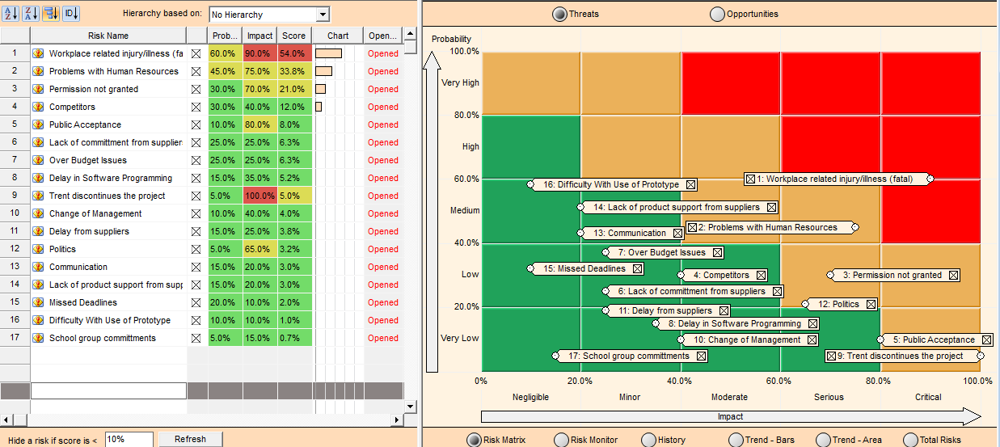 Hierarchy based on: No Hierarchy
Risk Name Prob... Impact Score Chart Open...
1 Workplace related injury/illness (fa 60.0% 90.0% 54.0% Opened
2 Problems with Human Resources 45.0% 75.0% 33.8% Opened
3 Permission not granted 30.0% 70.0% 21.0% Opened
4 Competitors 30.0% 40.0% 12.0% Opened
5 Public Acceptance 10.0% 80.0% 8.0% Opened
6 Lack of committment from supplier 25.0% 25.0% 6.3% Opened
7 Over Budget Issues 25.0% 25.0% 6.3% Opened
8 Delay in Software Programming 15.0% 35.0% 5.2% Opened
9 Trent discontinues the project 5.0% 100.0% 5.0% Opened
10 Change of Management 10.0% 40.0% 4.0% Opened
11 Delay from suppliers 15.0% 25.0% 3.8% Opened
12 Politics 5.0% 65.0% 3.2% Opened
13 Communication 15.0% 20.0% 3.0% Opened
14 Lack of product support from supp 15.0% 20.0% 3.0% Opened
15 Missed Deadlines 20.0% 10.0% 2.0% Opened
16 Difficulty With Use of Prototype 10.0% 10.0% 1.0% Opened
17 School group committments 5.0% 15.0% 0.7% Opened
Hide a risk if score is < 10% Refresh
Threats Opportunities
Probability
100.0%
Very High
80.0%
High
60.0%
1: Workplace related injury/illness (fatal)
16: Difficulty With Use of Prototype
Medium
14: Lack of product support from suppliers
2: Problems with Human Resources
13: Communication
40.0%
7: Over Budget Issues
15: Missed Deadlines
Low
4: Competitors
3: Permission not granted
6: Lack of committment from suppliers
12: Politics
20.0%
11: Delay from suppliers
8: Delay in Software Programming
Very Low
10: Change of Management
5: Public Acceptance
17: School group committments
9: Trent discontinues the project
0% 20.0% 40.0% 60.0% 80.0% 100.0%
Negligible Minor Moderate Serious Critical
Impact
Risk Matrix Risk Monitor History Trend - Bars Trend - Area Total Risks